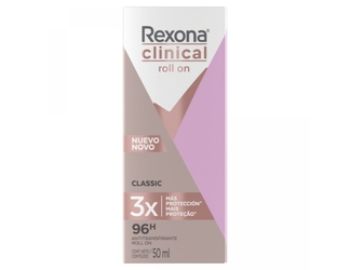 Rexona®
clinical
roll on
NUEVO
NOVO
CLASSIC
3x
MÁS
PROTECCIÓN*
MAIS
PROTEÇÃO*
96H
ANTITRANSPIRANTE
ROLL ON
50 ml